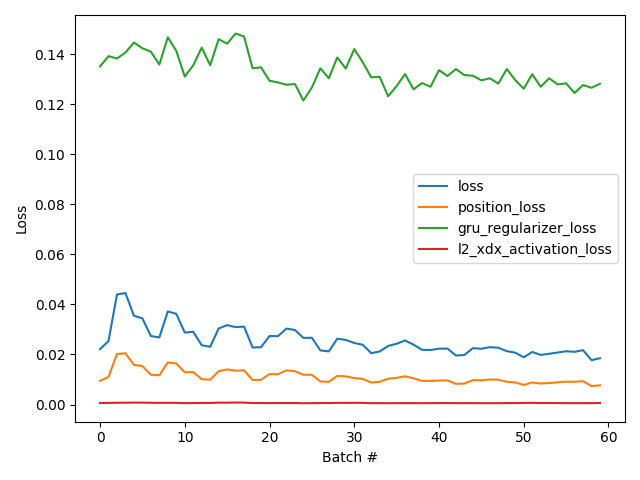 0.14
0.12
0.10
0.08
0.06
0.04
0.02
0.00
Loss
loss
position_loss
gru_regularizer_loss
l2_xdx_activation_loss
0 10 20 30 40 50 60
Batch #